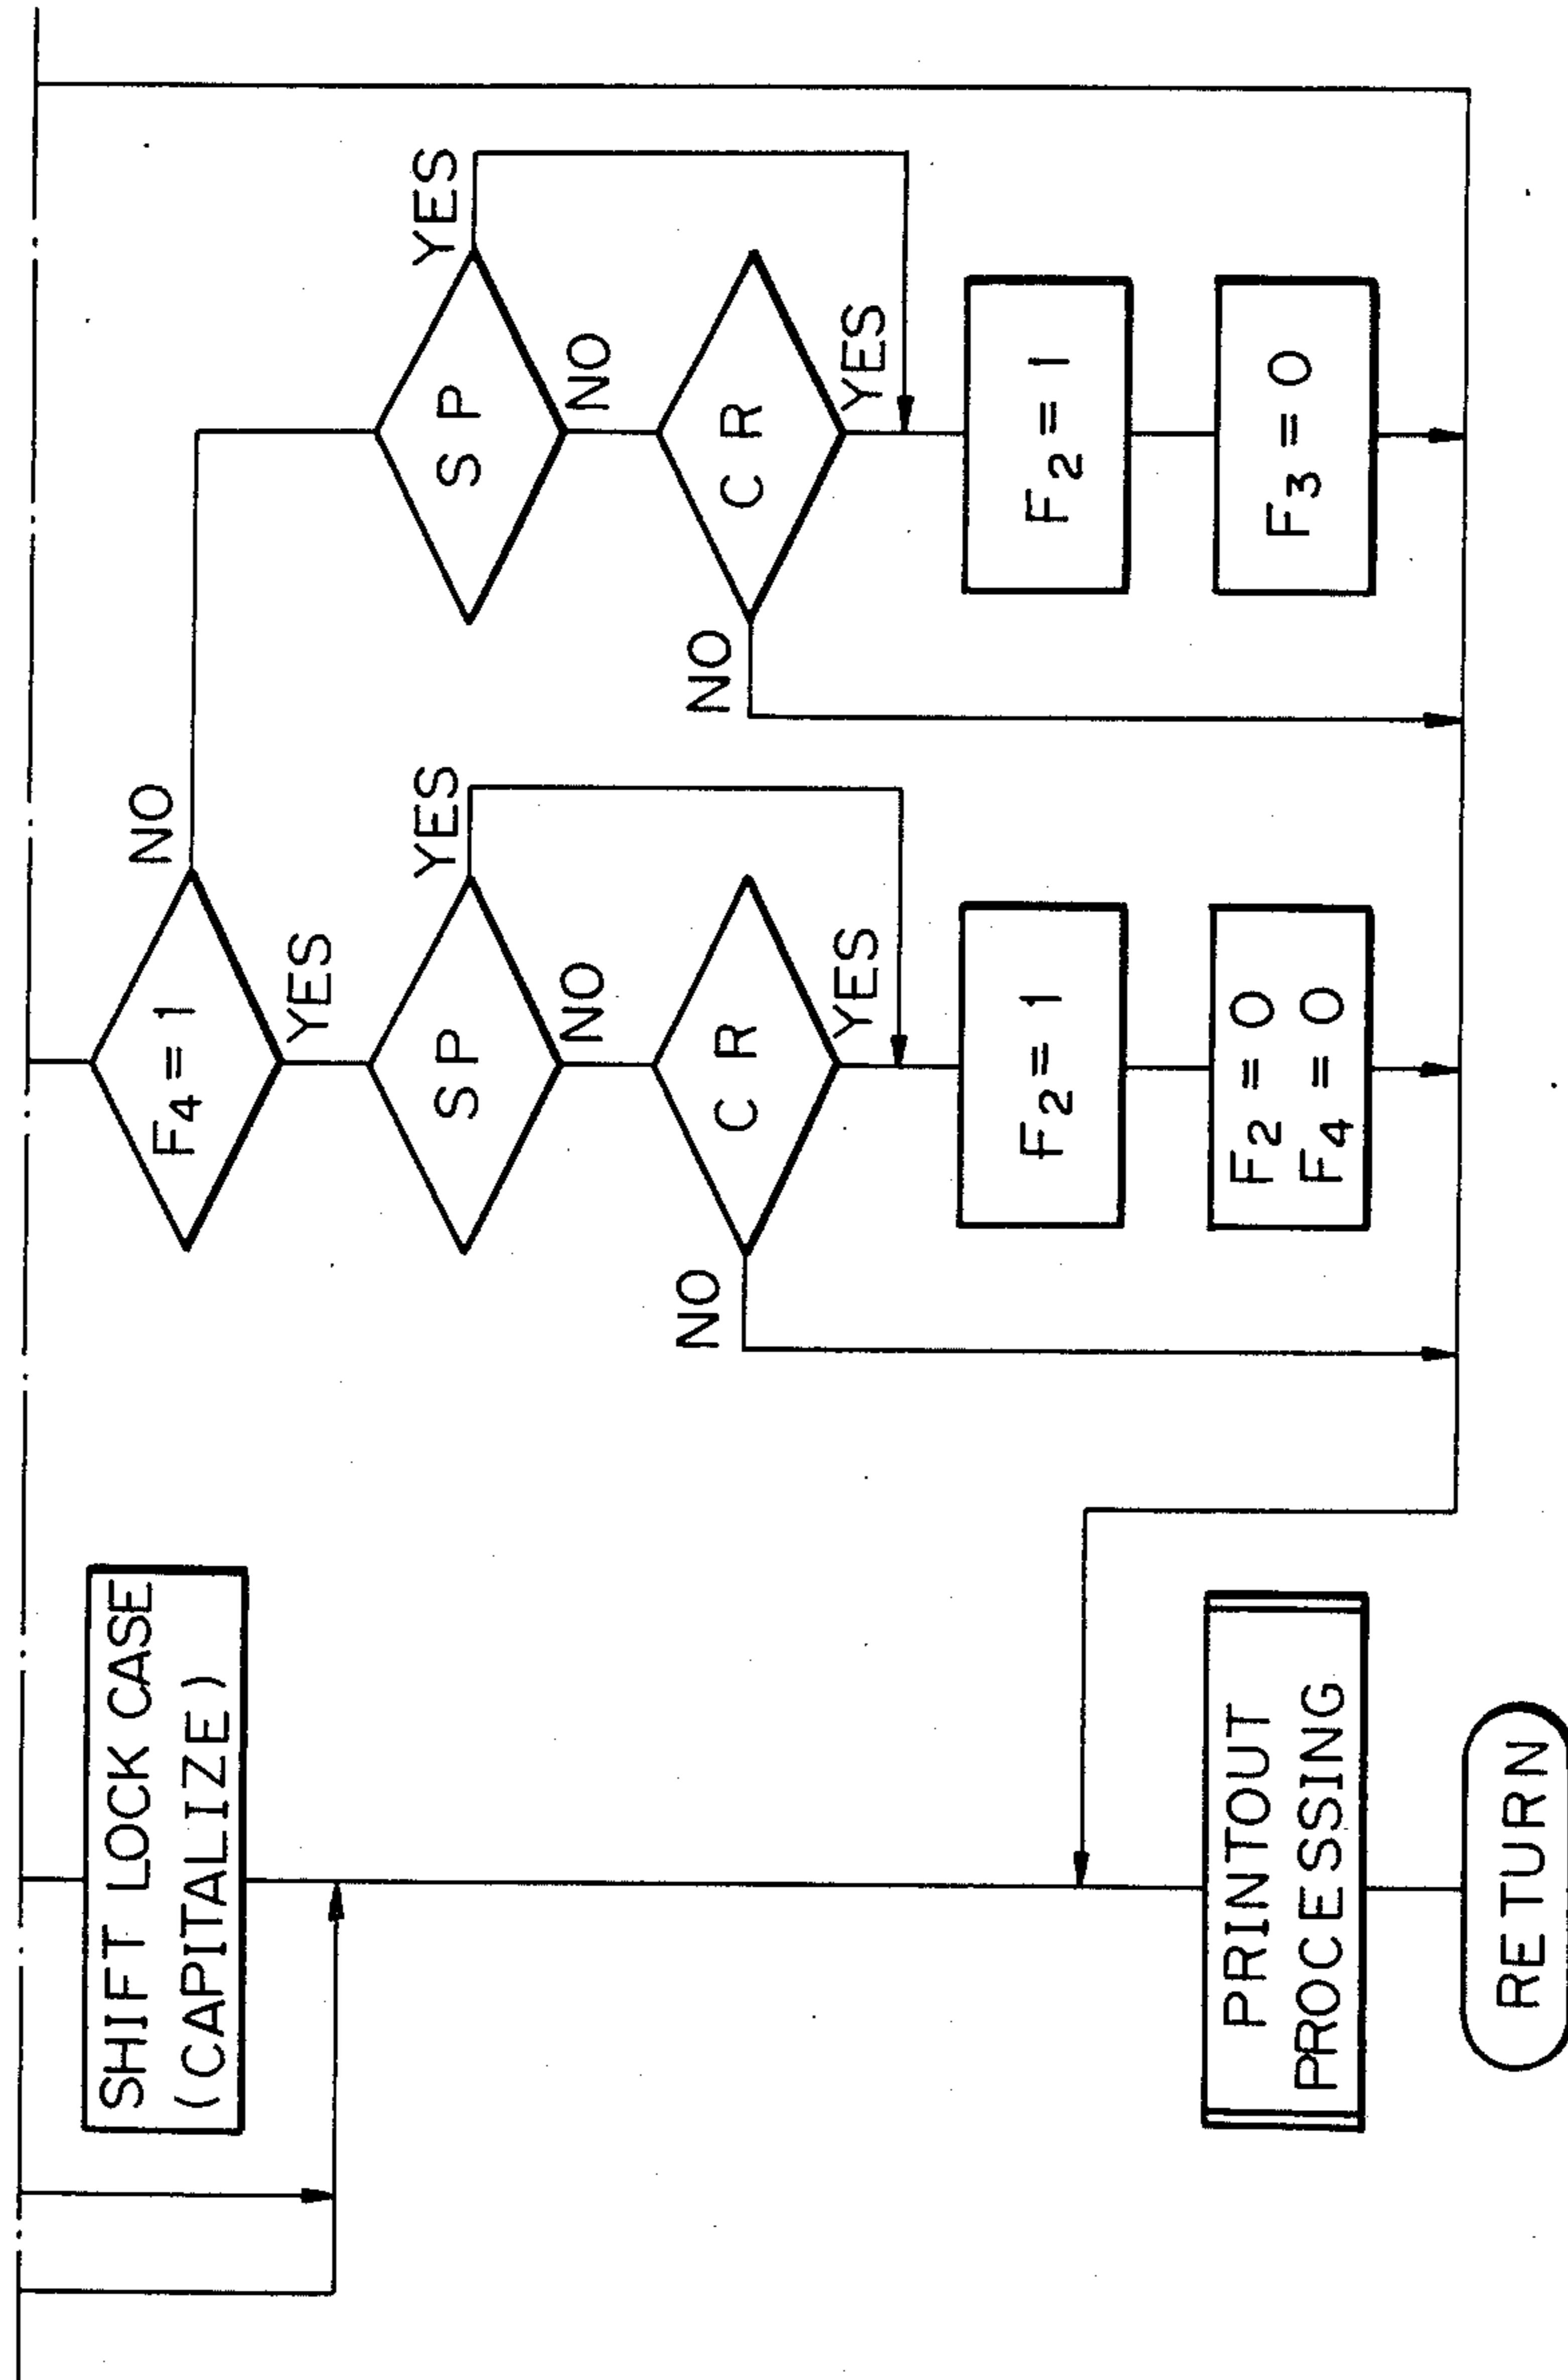 SHIFT LOCK CASE
(CAPITALIZE)
PRINTOUT
PROCESSING
RETURN
F4 = 1
NO
YES
SP
YES
NO
CR
NO
YES
F2 = 1
F2 = 0
F4 = 0
SP
YES
NO
CR
NO
YES
F2 = 1
F3 = 0